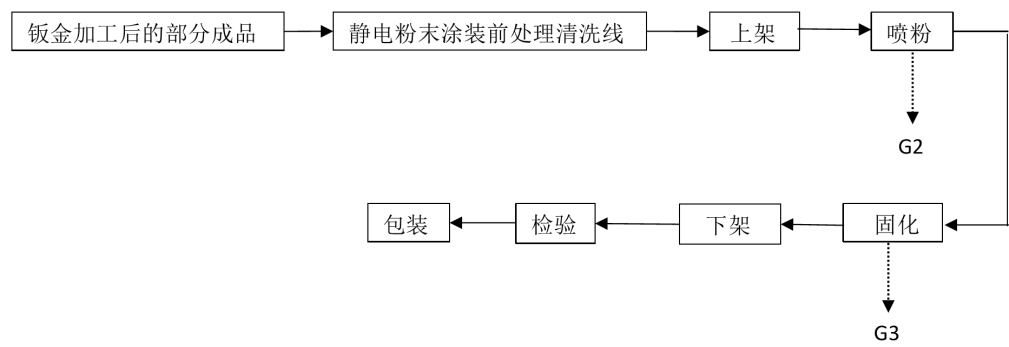 钣金加工后的部分成品
静电粉末涂装前处理清洗线
上架
喷粉
G2
包装
检验
下架
固化
G3